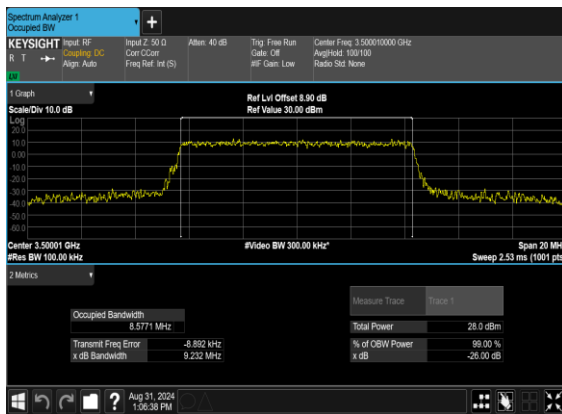 Spectrum Analyzer 1
Occupied BW
KEYSIGHT
R T
Input: RF
Coupling: DC
Align: Auto
Input Z: 50 Ω
Corr CCorr
Freq Ref: Int (S)
Atten: 40 dB
Trig: Free Run
Gate: Off
#IF Gain: Low
Center Freq: 3.500010000 GHz
Avg|Hold: 100/100
Radio Std: None
1 Graph
Scale/Div 10.0 dB
Ref Lvl Offset 8.90 dB
Ref Value 30.00 dBm
Log
20.0
10.0
0.00
-10.0
-20.0
-30.0
-40.0
-50.0
-60.0
Center 3.50001 GHz
#Res BW 100.00 kHz
#Video BW 300.00 kHz*
Span 20 MH
Sweep 2.53 ms (1001 pts
2 Metrics
Measure Trace
Trace 1
Occupied Bandwidth
8.5771 MHz
Total Power
28.0 dBm
Transmit Freq Error
-8.892 kHz
% of OBW Power
99.00 %
x dB Bandwidth
9.232 MHz
x dB
-26.00 dB
?
Aug 31, 2024
1:06:38 PM